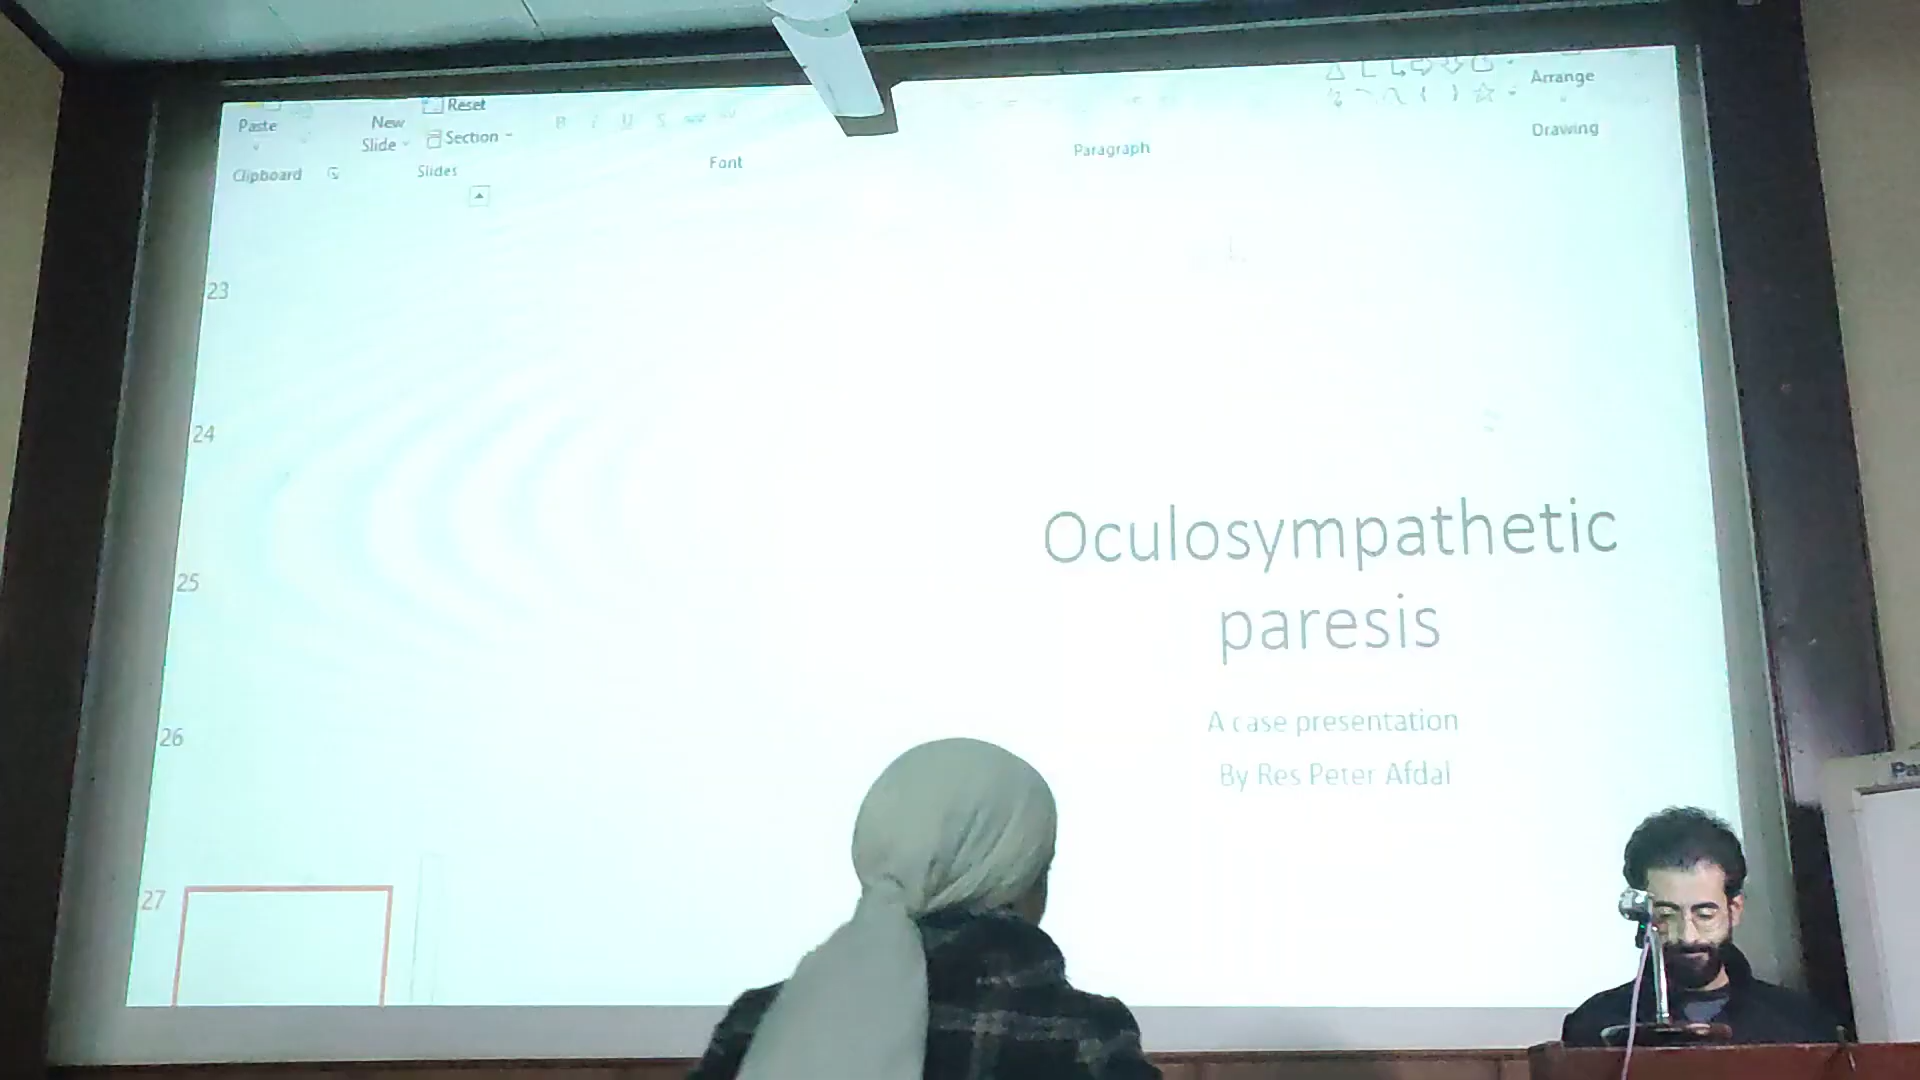 Reset
Arrange
Paste
New
Slide
Section
B I U S
Drawing
Paragraph
Font
Clipboard
Slides
23
24
25
26
27
Oculosympathetic
paresis
A case presentation
By Res Peter Afdal